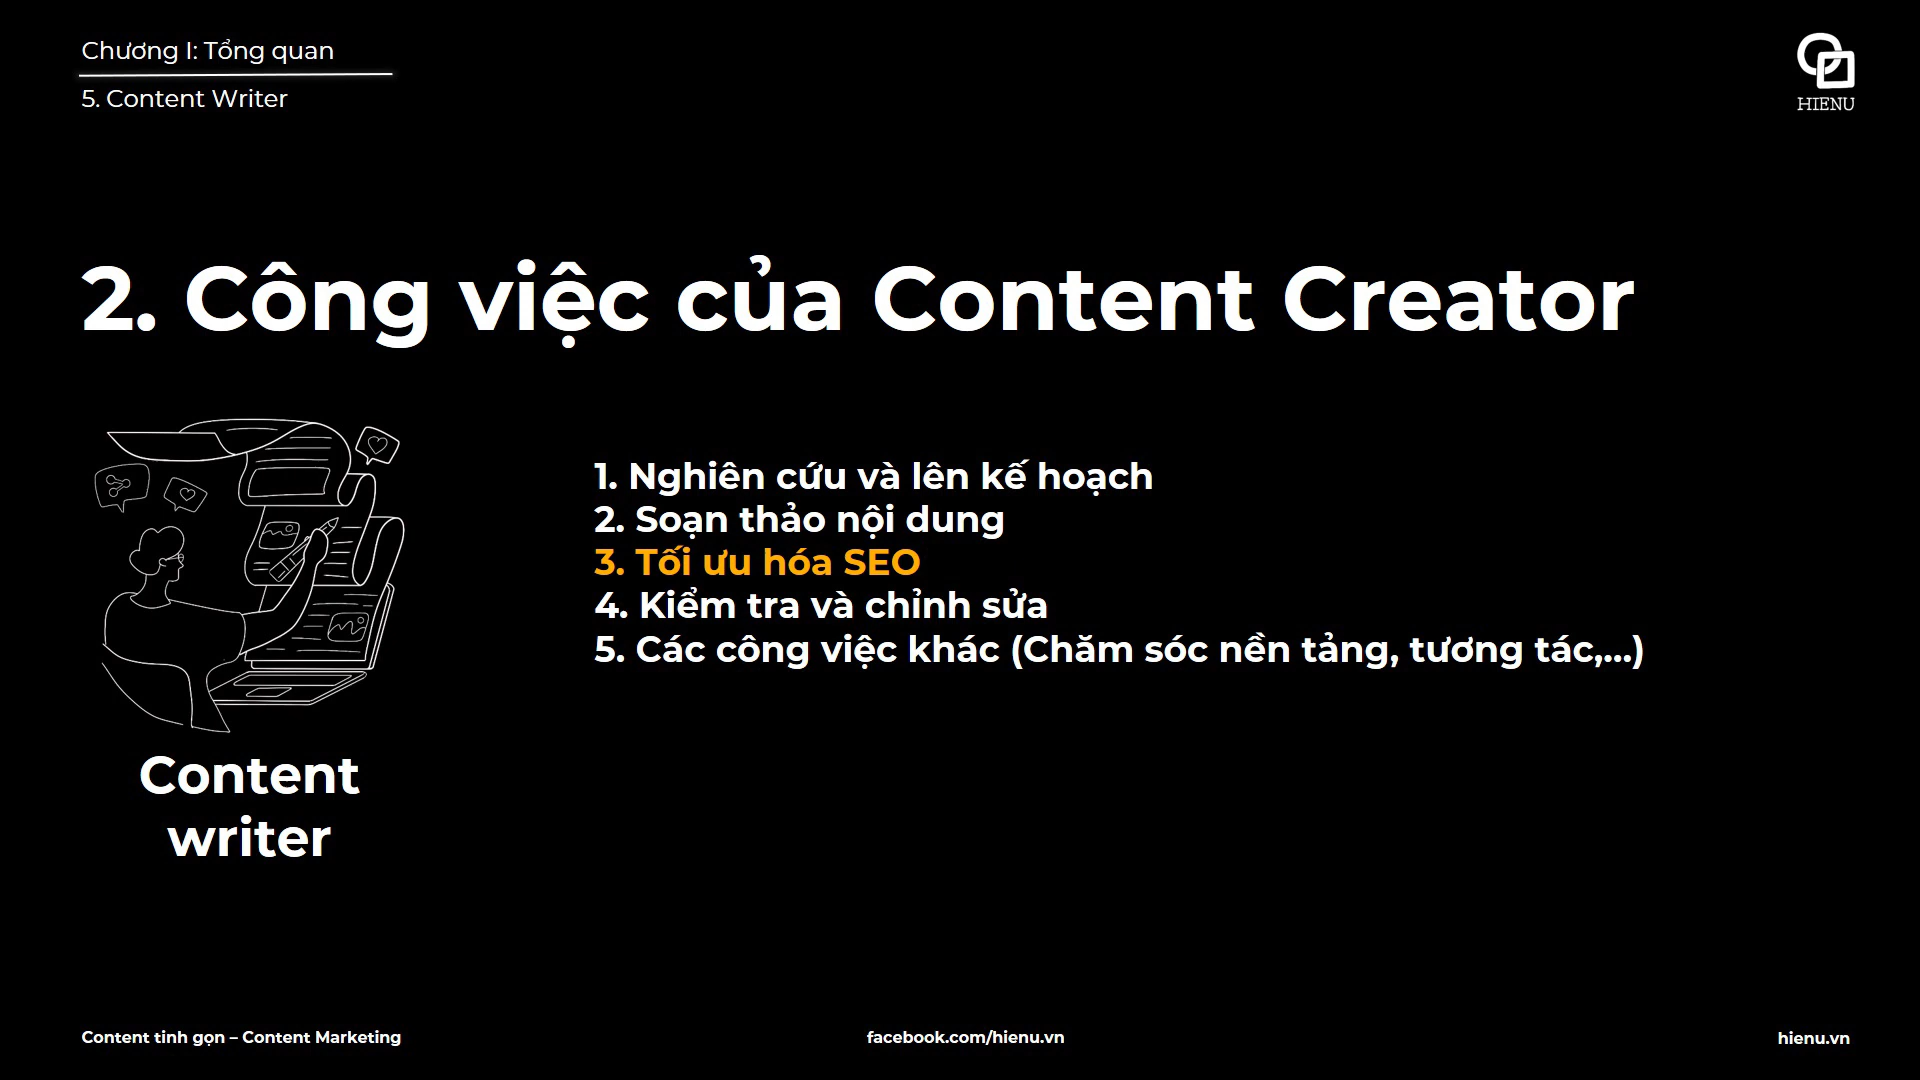 Chương I: Tổng quan
5. Content Writer
HIENU
2. Công việc của Content Creator
1. Nghiên cứu và lên kế hoạch
2. Soạn thảo nội dung
3. Tối ưu hóa SEO
4. Kiểm tra và chỉnh sửa
5. Các công việc khác (Chăm sóc nền tảng, tương tác,...)
Content
writer
Content tinh gọn – Content Marketing
facebook.com/hienu.vn
hienu.vn